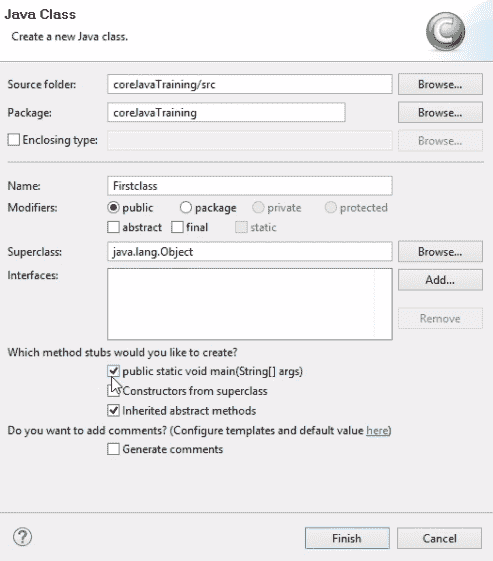 Java Class
Create a new Java class.
C
Source folder: coreJavaTraining/src Browse...
Package: coreJavaTraining Browse...
Enclosing type: Browse...
Name: Firstclass
Modifiers: public package private protected
abstract final static
Superclass: java.lang.Object Browse...
Interfaces: Add...
Remove
Which method stubs would you like to create?
public static void main(String[] args)
Constructors from superclass
Inherited abstract methods
Do you want to add comments? (Configure templates and default value here)
Generate comments
? Finish Cancel